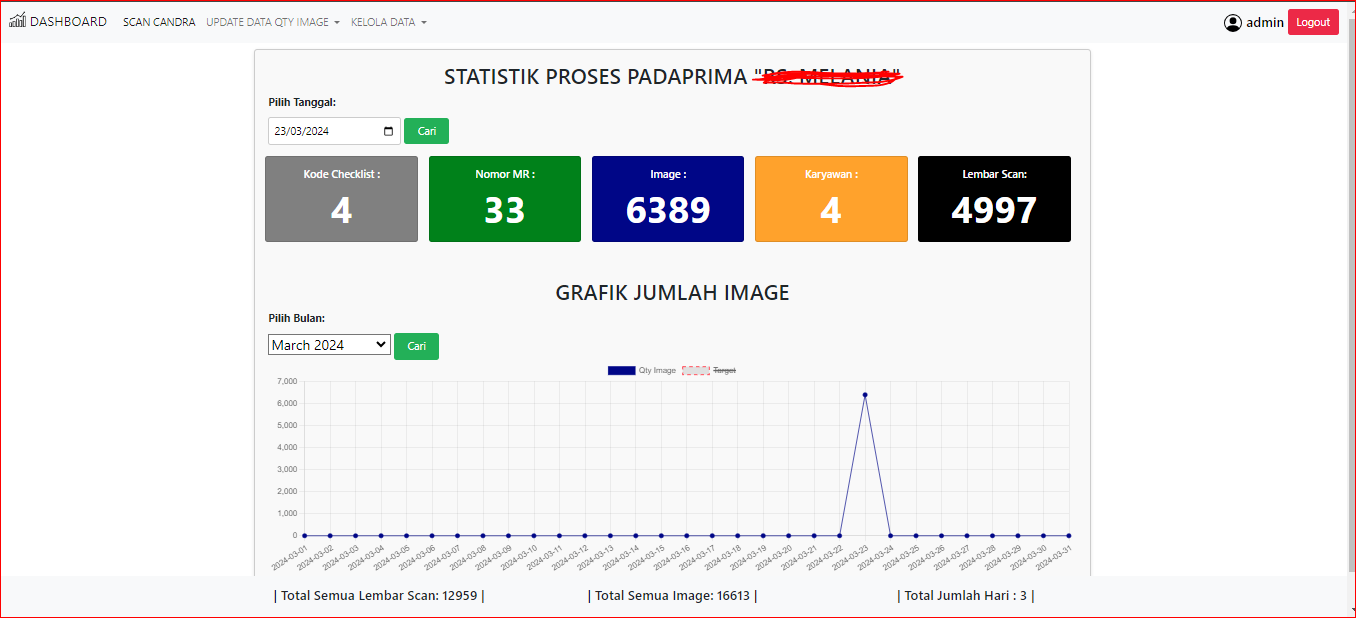 DASHBOARD SCAN CANDRA UPDATE DATA QTY IMAGE KELOLA DATA admin Logout
STATISTIK PROSES PADAPRIMA
Pilih Tanggal:
23/03/2024 Cari
Kode Checklist : Nomor MR : Image : Karyawan : Lembar Scan:
4 33 6389 4 4997
GRAFIK JUMLAH IMAGE
Pilih Bulan:
March 2024 Cari
Qty Image Target
7,000
6,000
5,000
4,000
3,000
2,000
1,000
0
2024-03-01 2024-03-02 2024-03-03 2024-03-04 2024-03-05 2024-03-06 2024-03-07 2024-03-08 2024-03-09 2024-03-10 2024-03-11 2024-03-12 2024-03-13 2024-03-14 2024-03-15 2024-03-16 2024-03-17 2024-03-18 2024-03-19 2024-03-20 2024-03-21 2024-03-22 2024-03-23 2024-03-24 2024-03-25 2024-03-26 2024-03-27 2024-03-28 2024-03-29 2024-03-30 2024-03-31
| Total Semua Lembar Scan: 12959 | | Total Semua Image: 16613 | | Total Jumlah Hari : 3 |